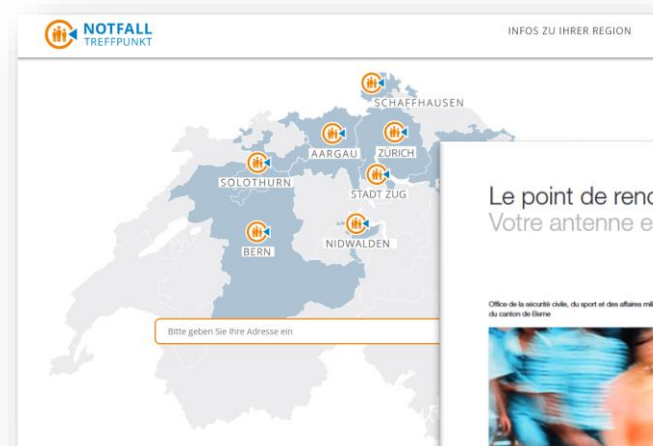 NOTFALL
TREFFPUNKT
INFOS ZU IHRER REGION
SCHAFFHAUSEN
AARGAU
ZÜRICH
SOLOTHURN
STADT ZUG
NIDWALDEN
BERN
Bitte geben Sie Ihre Adresse ein
Le point de
Votre antenne
Office de la sécurité civile, du sport et des affaires
du canton de Berne